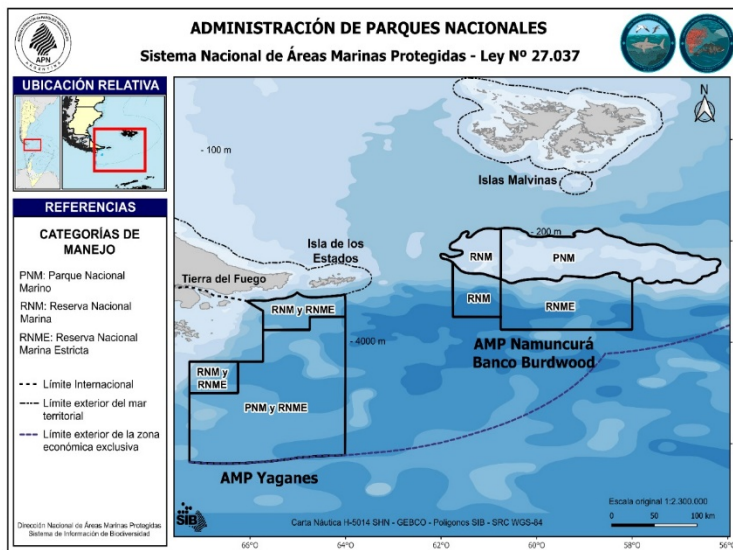 ADMINISTRACIÓN DE PARQUES NACIONALES
Sistema Nacional de Áreas Marinas Protegidas - Ley Nº 27.037
APN
ARGENTINA
UBICACIÓN RELATIVA
REFERENCIAS
CATEGORÍAS DE
MANEJO
PNM: Parque Nacional
Marino
RNM: Reserva Nacional
Marina
RNME: Reserva Nacional
Marina Estricta
Límite Internacional
Límite exterior del mar
territorial
Límite exterior de la zona
económica exclusiva
Dirección Nacional de Áreas Marinas Protegidas
Sistema de Información de Biodiversidad
- 100 m
N
Islas Malvinas
- 200 m
Isla de los
Estados
Tierra del Fuego
RNM
PNM
RNM
RNME
RNM y RNME
- 4000 m
AMP Namuncurá
Banco Burdwood
RNM y
RNME
PNM y RNME
AMP Yaganes
SIB
Carta Náutica H-5014 SHN - GEBCO - Polígonos SIB - SRC WGS-84
Escala original 1:2.300.000
0 50 100 km
66°O 64°O 62°O 60°O 58°O 56°O